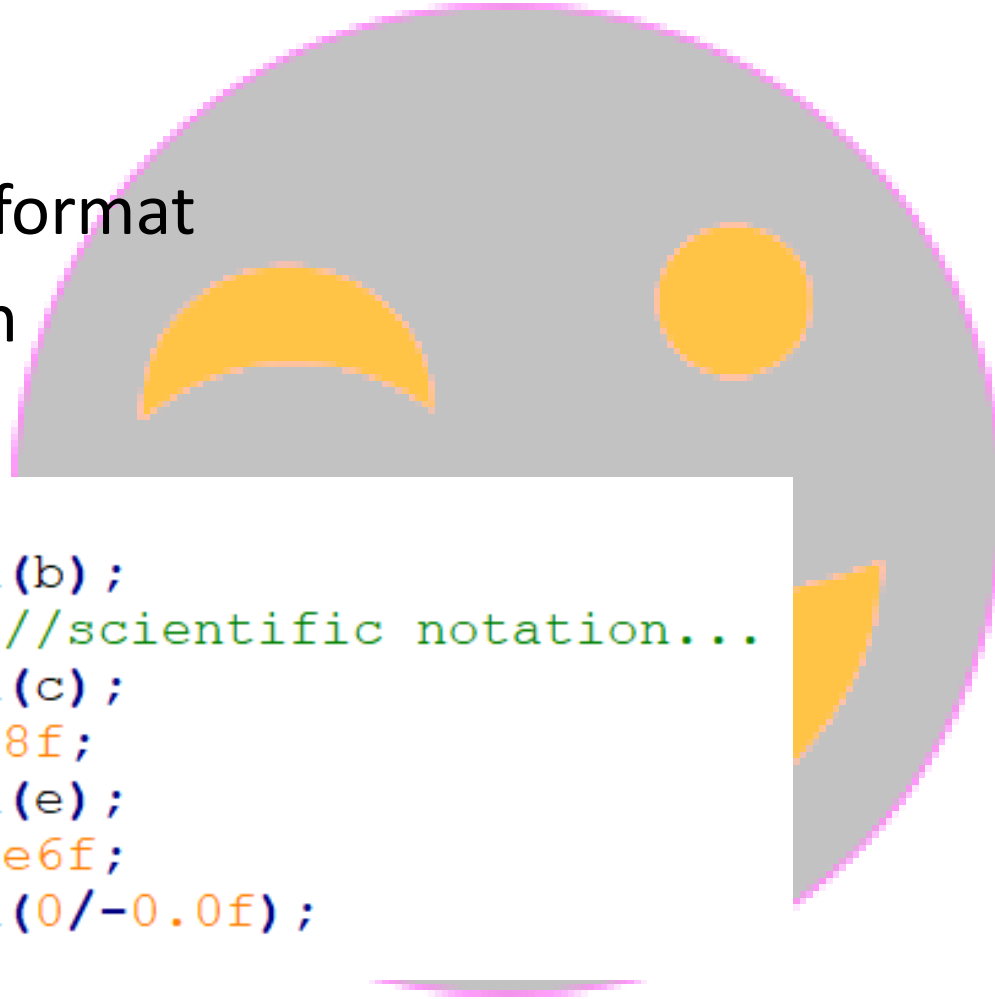 format
n
(b);
//scientific notation...
(c);
8f;
(e);
e6f;
(0/-0.0f);